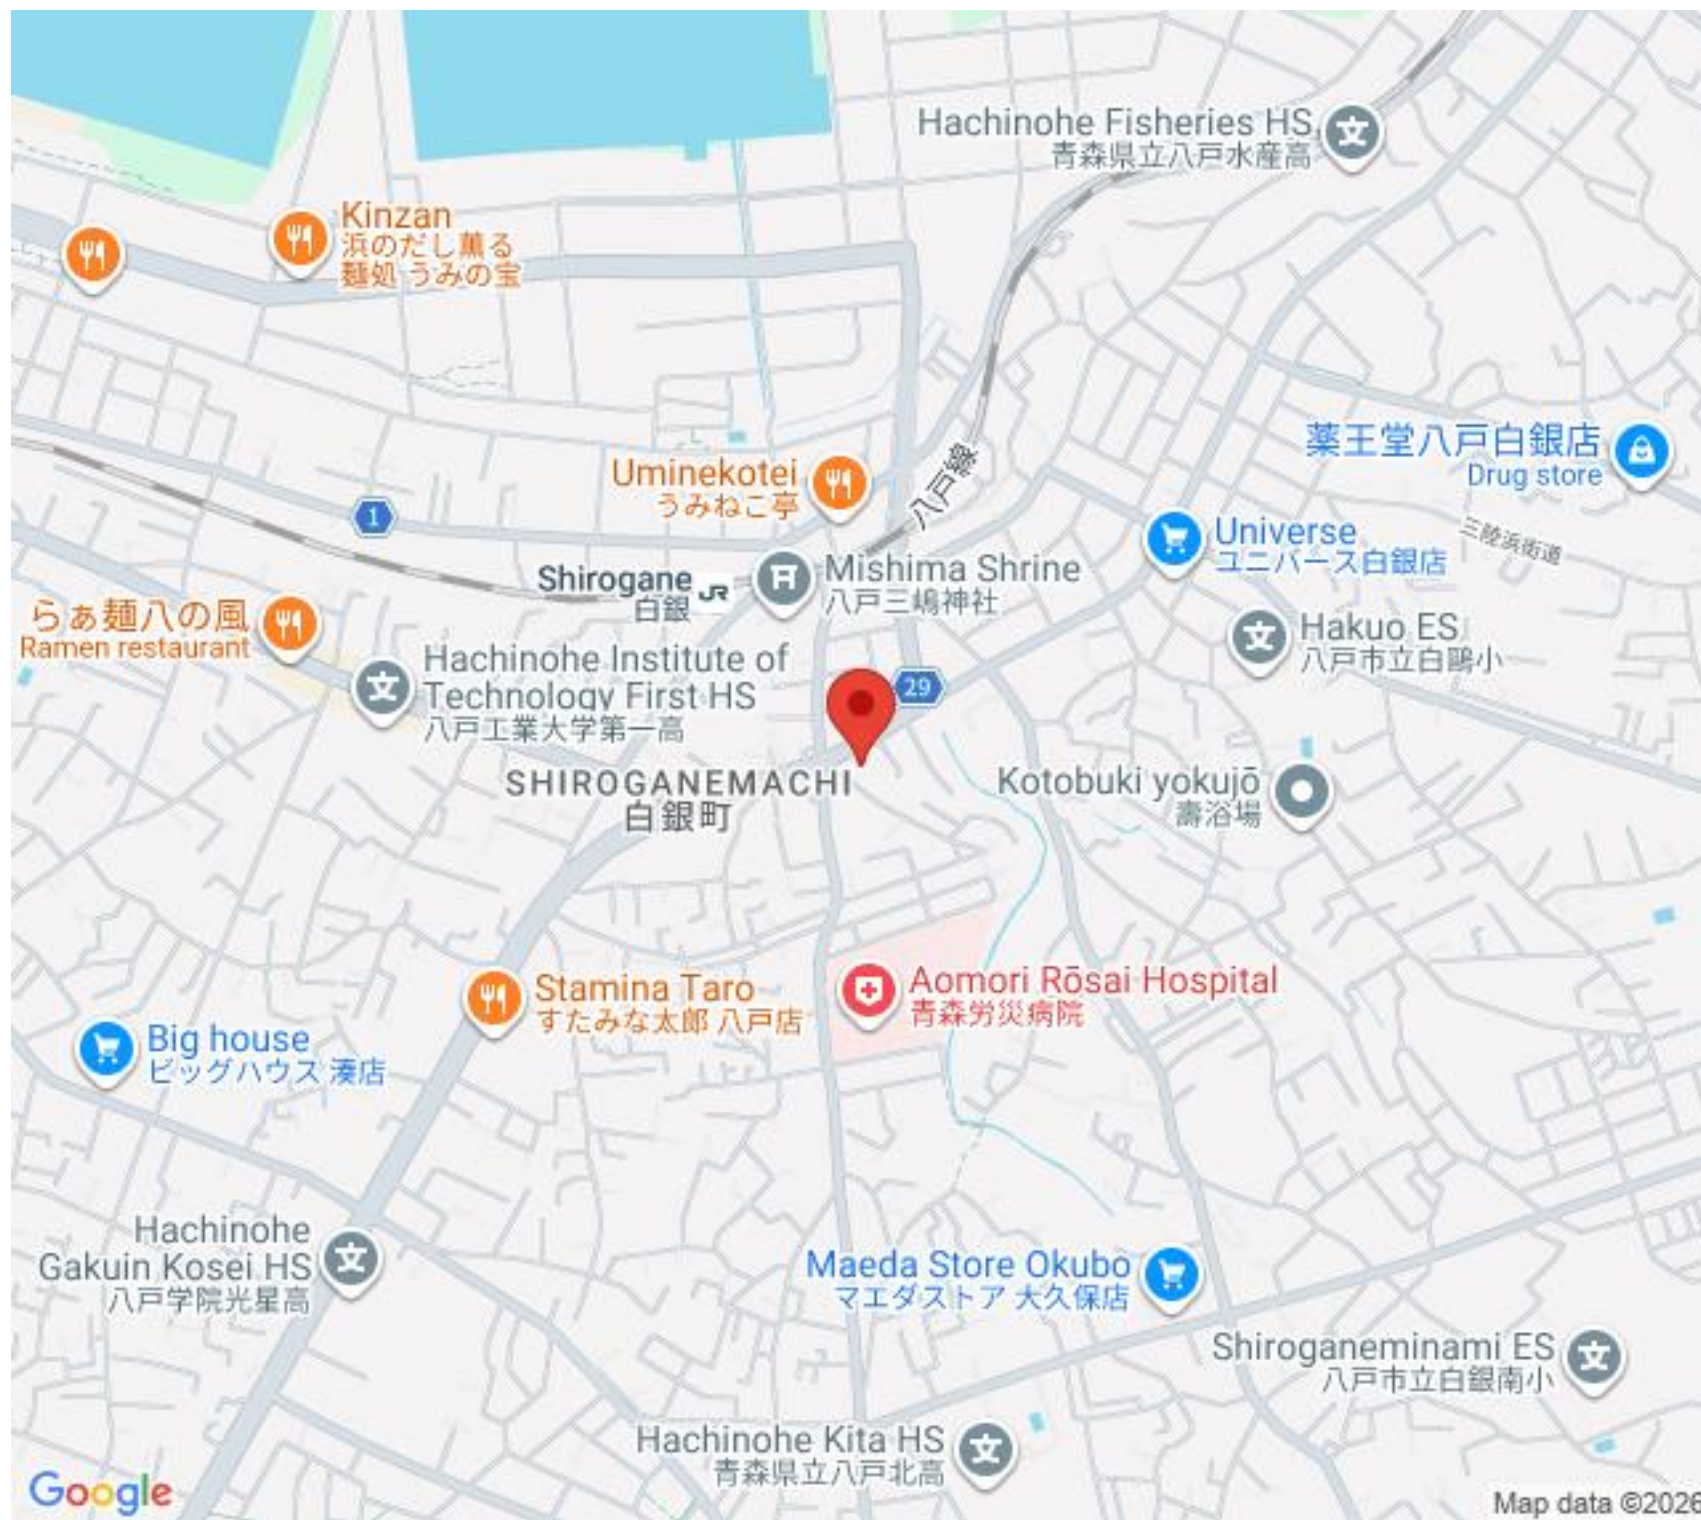 Hachinohe Fisheries HS
青森県立八戸水産高
Kinzan
浜のだし薫る
麺処 うみの宝
薬王堂八戸白銀店
Drug store
Uminekotei
うみねこ亭
八戸線
1
Universe
ユニバース白銀店
三陸浜街道
Shirogane
白銀
JR
Mishima Shrine
八戸三嶋神社
らぁ麺八の風
Ramen restaurant
Hakuo ES
八戸市立白鷗小
Hachinohe Institute of
Technology First HS
八戸工業大学第一高
29
SHIROGANEMACHI
白銀町
Kotobuki yokujō
壽浴場
Stamina Taro
すたみな太郎 八戸店
Aomori Rōsai Hospital
青森労災病院
Big house
ビッグハウス 湊店
Hachinohe
Gakuin Kosei HS
八戸学院光星高
Maeda Store Okubo
マエダストア 大久保店
Shiroganeminami ES
八戸市立白銀南小
Hachinohe Kita HS
青森県立八戸北高
Google
Map data ©2026